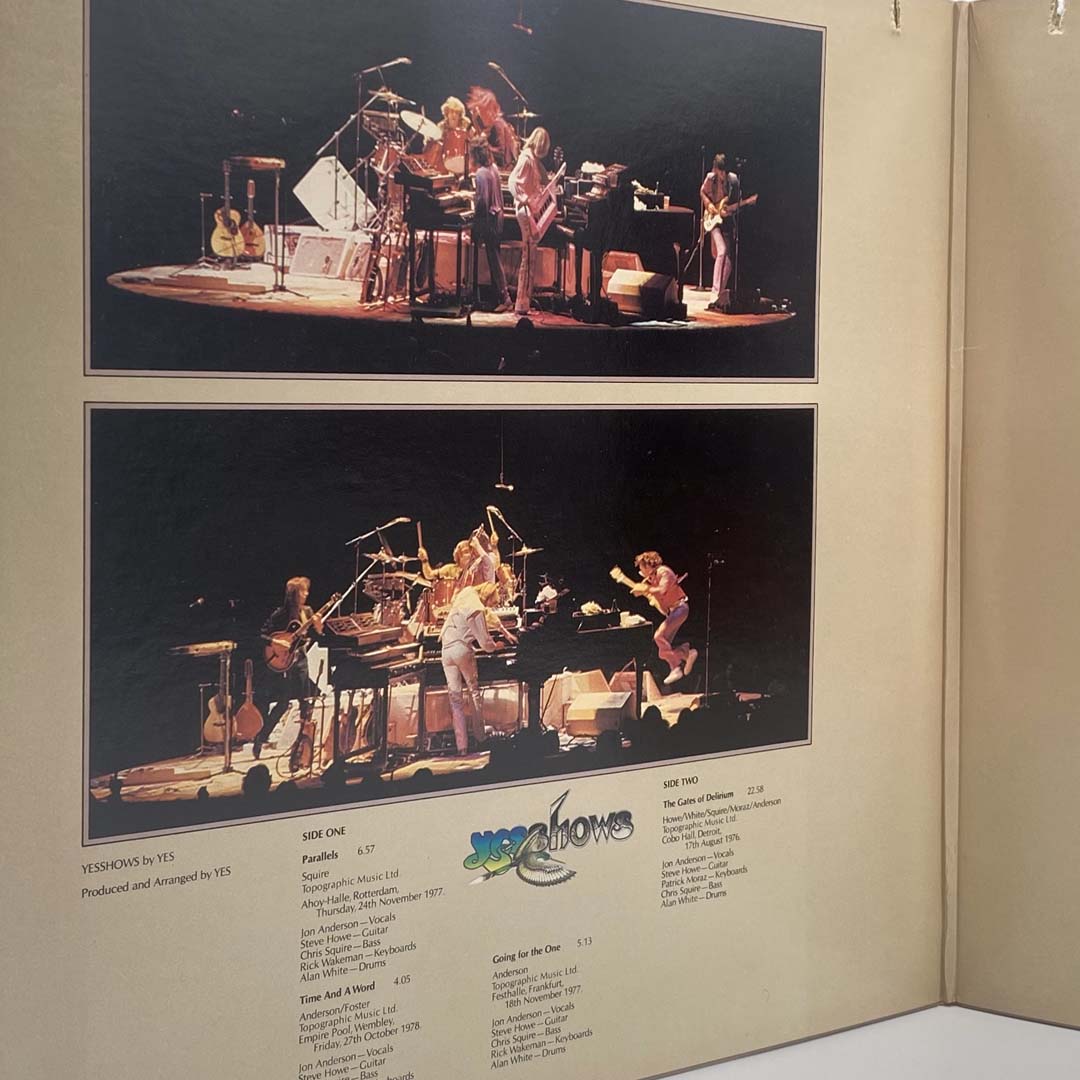 YESSHOWS by YES
Produced and Arranged by YES
SIDE ONE
Parallels 6.57
Squire
Topographic Music Ltd.
Ahoy-Halle, Rotterdam,
Thursday, 24th November 1977.
Jon Anderson—Vocals
Steve Howe—Guitar
Chris Squire—Bass
Rick Wakeman—Keyboards
Alan White—Drums
Time And A Word 4.05
Anderson/Foster
Topographic Music Ltd.
Empire Pool, Wembley,
Friday, 27th October 1978.
Jon Anderson—Vocals
Steve Howe—Guitar
Bass
yesshows
Going for the One 5.13
Anderson
Topographic Music Ltd.
Festhalle, Frankfurt,
18th November 1977.
Jon Anderson—Vocals
Steve Howe—Guitar
Chris Squire—Bass
Rick Wakeman—Keyboards
Alan White—Drums
SIDE TWO
The Gates of Delirium 22.58
Howe/White/Squire/Moraz/Anderson
Topographic Music Ltd.
Cobo Hall, Detroit,
17th August 1976.
Jon Anderson—Vocals
Steve Howe—Guitar
Patrick Moraz—Keyboards
Chris Squire—Bass
Alan White—Drums